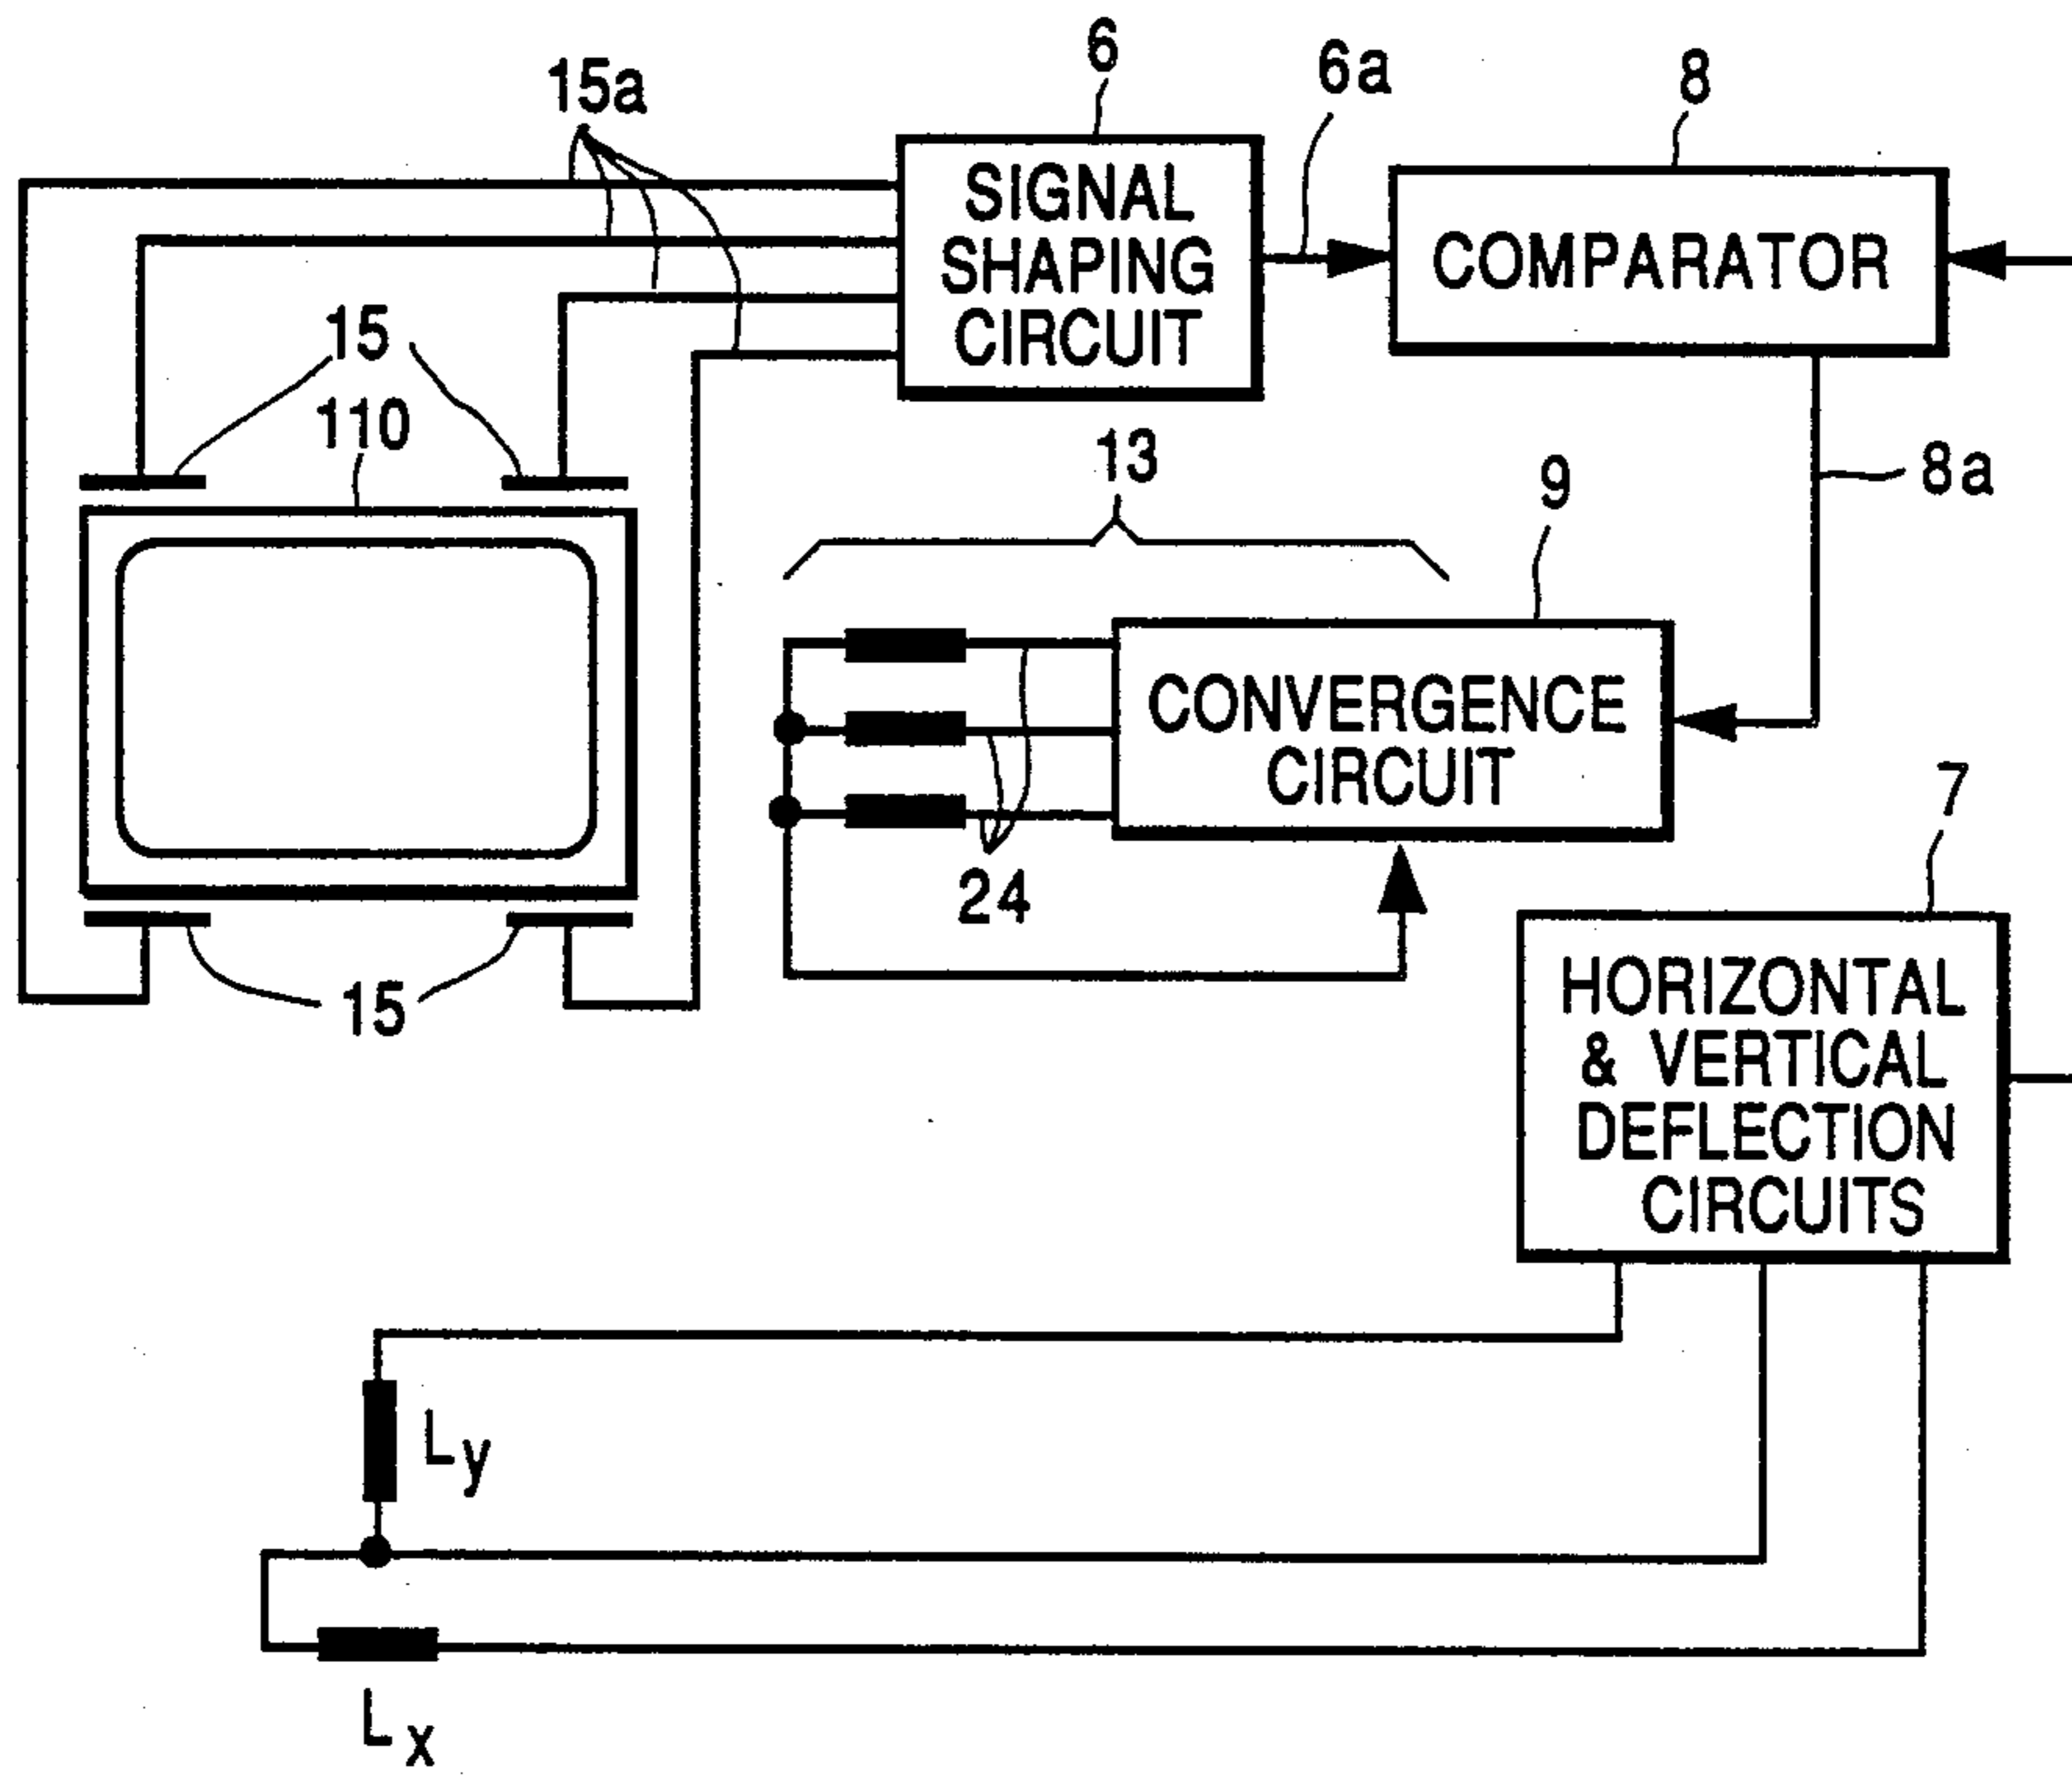 6
6a
8
15a
SIGNAL
SHAPING
CIRCUIT
COMPARATOR
15
110
13
9
8a
CONVERGENCE
CIRCUIT
24
7
15
HORIZONTAL
& VERTICAL
DEFLECTION
CIRCUITS
Ly
Lx